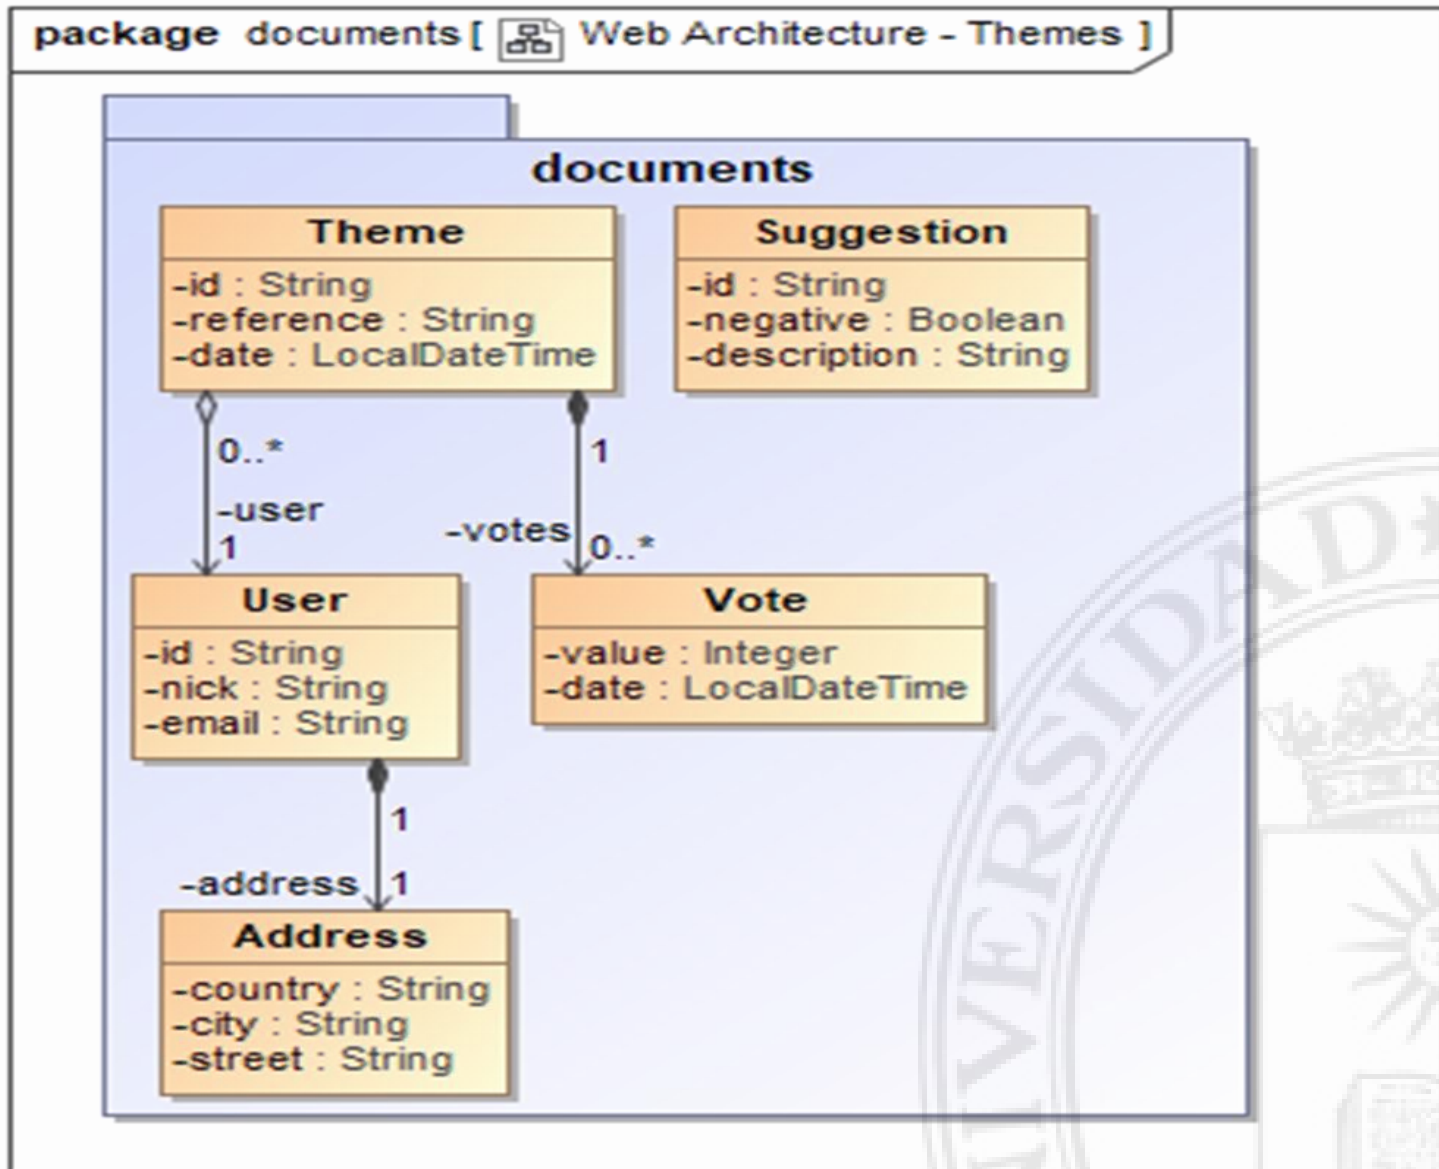 package documents [ Web Architecture - Themes ]
documents
Theme
-id : String
-reference : String
-date : LocalDateTime
Suggestion
-id : String
-negative : Boolean
-description : String
0..*
-user
1
1
-votes
0..*
User
-id : String
-nick : String
-email : String
Vote
-value : Integer
-date : LocalDateTime
1
-address
1
Address
-country : String
-city : String
-street : String